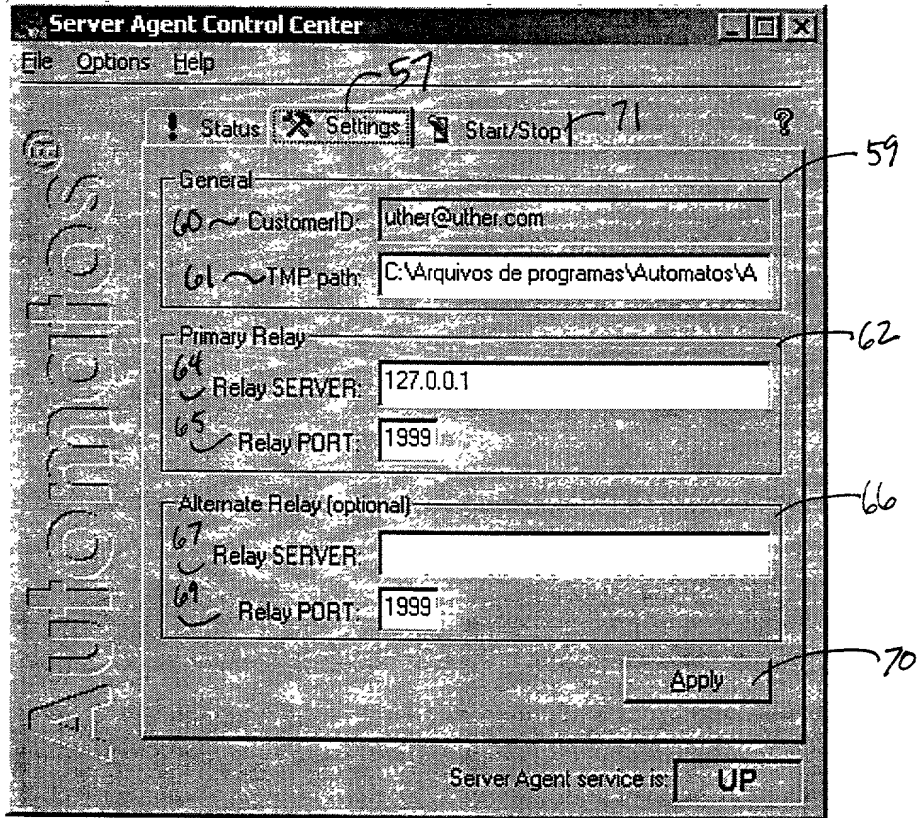 Server Agent Control Center
File Options Help
57
! Status Settings Start/Stop 71 ?
59
General
60 CustomerID: uther@uther.com
61 TMP path: C:\Arquivos de programas\Automatos\A
62
Primary Relay
64 Relay SERVER: 127.0.0.1
65 Relay PORT: 1999
66
Alternate Relay (optional)
67 Relay SERVER:
69 Relay PORT: 1999
Apply 70
Server Agent service is: UP
Automatos®